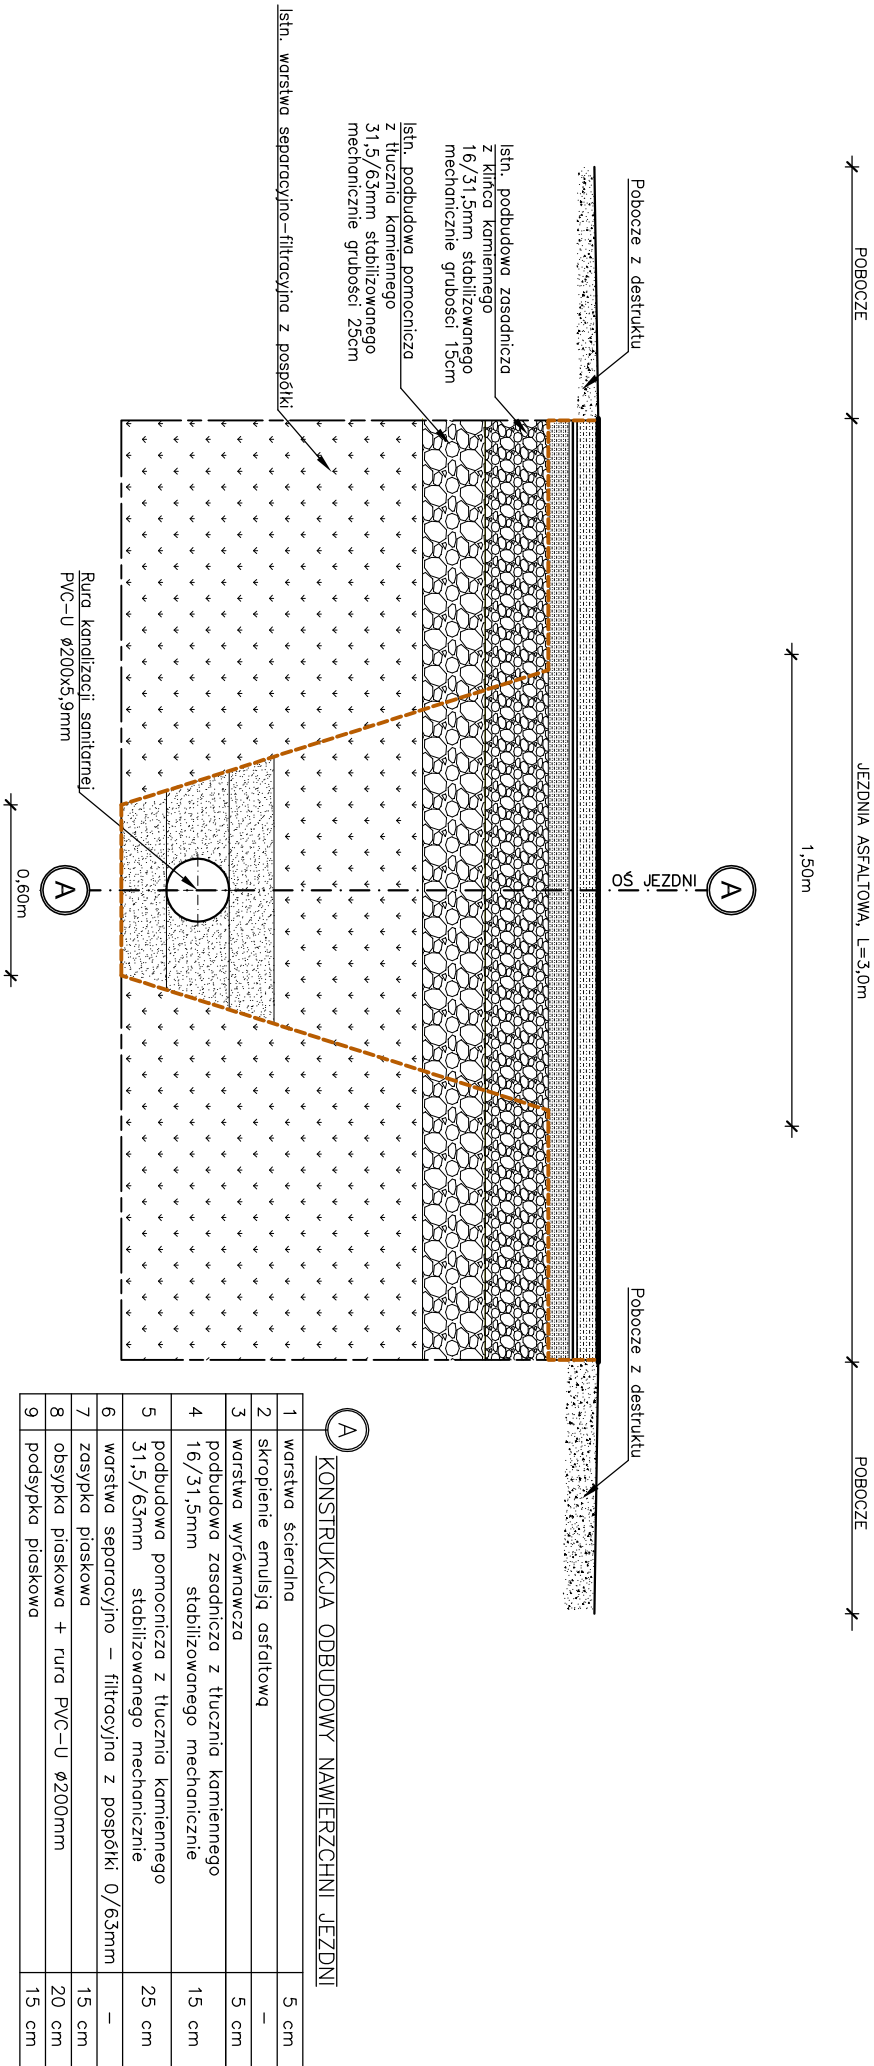 POBOCZE
JEZDNIA ASFALTOWA, L=3,0m
POBOCZE
1,50m
Pobocze z destruktu
Pobocze z destruktu
OŚ JEZDNI
A
Istn. podbudowa zasadnicza
z klińca kamiennego
16/31,5mm stabilizowanego
mechanicznie grubości 15cm
Istn. podbudowa pomocnicza
z tłucznia kamiennego
31,5/63mm stabilizowanego
mechanicznie grubości 25cm
Istn. warstwa separacyjno-filtracyjna z pospółki
Rura kanalizacji sanitarnej
PVC-U ø200x5,9mm
A
0,60m
A
KONSTRUKCJA ODBUDOWY NAWIERZCHNI JEZDNI
1 warstwa ścieralna 5 cm
2 skropienie emulsją asfaltową -
3 warstwa wyrównawcza 5 cm
4 podbudowa zasadnicza z tłucznia kamiennego
16/31,5mm stabilizowanego mechanicznie 15 cm
5 podbudowa pomocnicza z tłucznia kamiennego
31,5/63mm stabilizowanego mechanicznie 25 cm
6 warstwa separacyjno - filtracyjna z pospółki 0/63mm -
7 zasypka piaskowa 15 cm
8 obsypka piaskowa + rura PVC-U ø200mm 20 cm
9 podsypka piaskowa 15 cm